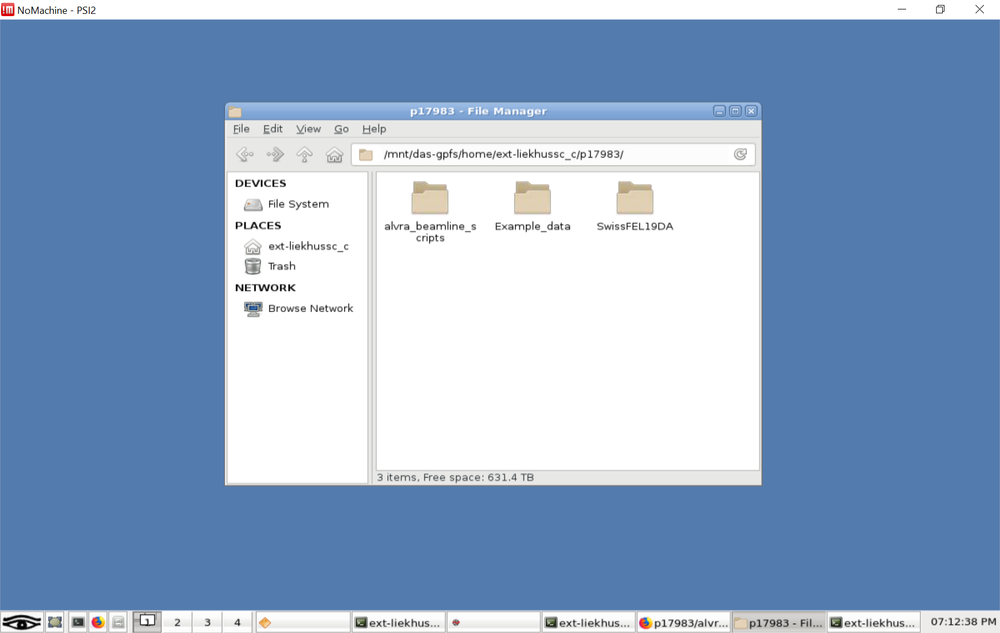 NoMachine - PSI2
p17983 - File Manager
File Edit View Go Help
/mnt/das-gpfs/home/ext-liekhussc_c/p17983/
DEVICES
File System
PLACES
ext-liekhussc_c
Trash
NETWORK
Browse Network
alvra_beamline_s
cripts
Example_data
SwissFEL19DA
3 items, Free space: 631.4 TB
1 2 3 4 ext-liekhus... ext-liekhus... p17983/alvr... p17983 - Fil... ext-liekhus... 07:12:38 PM